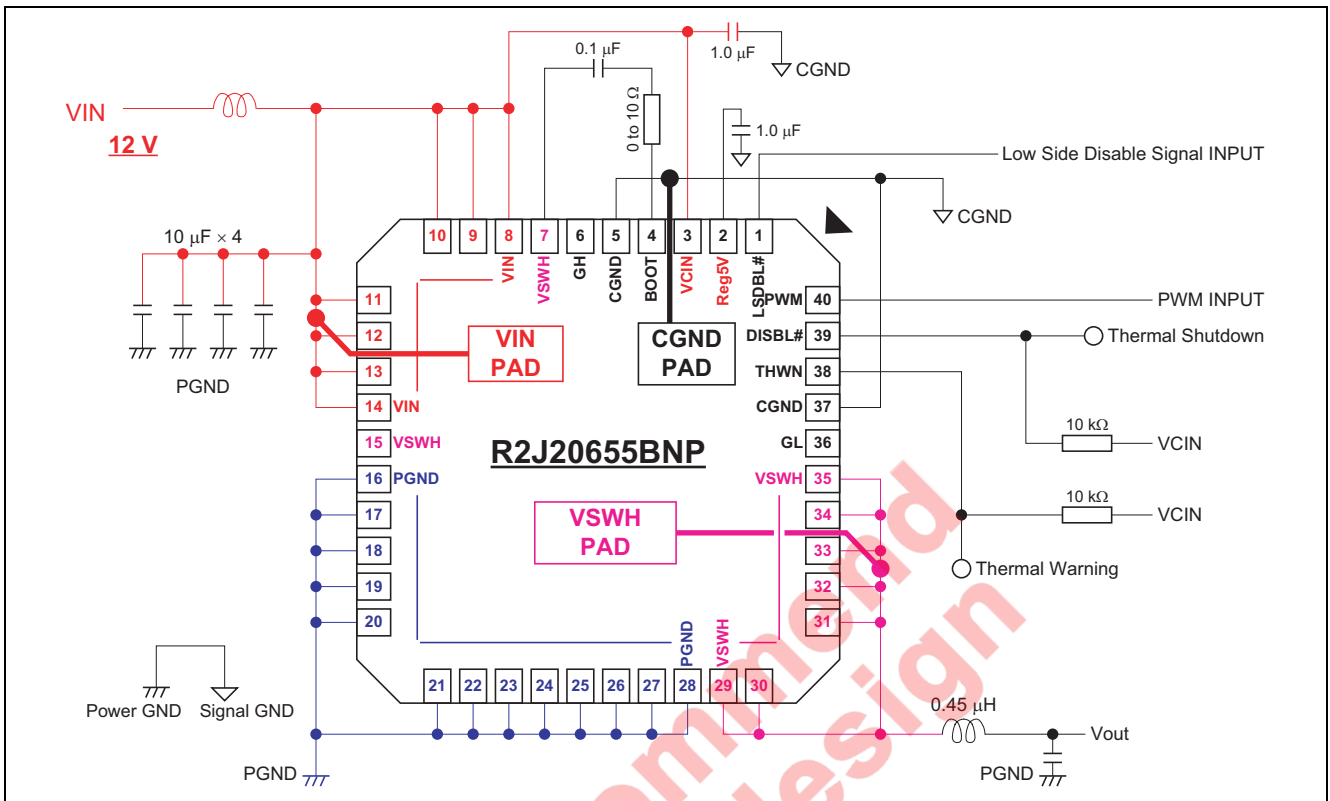 0.1 μF
1.0 μF
CGND
VIN
12 V
0 to 10 Ω
1.0 μF
Low Side Disable Signal INPUT
CGND
10 μF × 4
PGND
10
9
8
7
6
5
4
3
2
1
VIN
VSWH
GH
CGND
BOOT
VCIN
Reg5V
LSDBL#
11
12
13
14 VIN
15 VSWH
16 PGND
17
18
19
20
VIN
PAD
CGND
PAD
R2J20655BNP
VSWH
PAD
PWM 40
PWM INPUT
DISBL# 39
Thermal Shutdown
THWN 38
CGND 37
10 kΩ
VCIN
GL 36
VSWH 35
34
10 kΩ
VCIN
33
Thermal Warning
32
31
PGND
VSWH
21
22
23
24
25
26
27
28
29
30
Power GND
Signal GND
PGND
0.45 μH
Vout
PGND
ommend
design